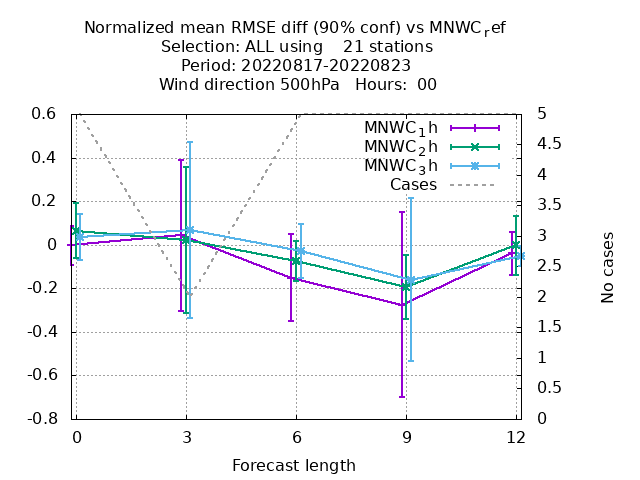 Normalized mean RMSE diff (90% conf) vs MNWC_ref
Selection: ALL using    21 stations
Period: 20220817-20220823
Wind direction 500hPa   Hours:  00
MNWC_1h
MNWC_2h
MNWC_3h
Cases
0.6
0.4
0.2
0
-0.2
-0.4
-0.6
-0.8
5
4.5
4
3.5
3
2.5
2
1.5
1
0.5
0
No cases
0
3
6
9
12
Forecast length